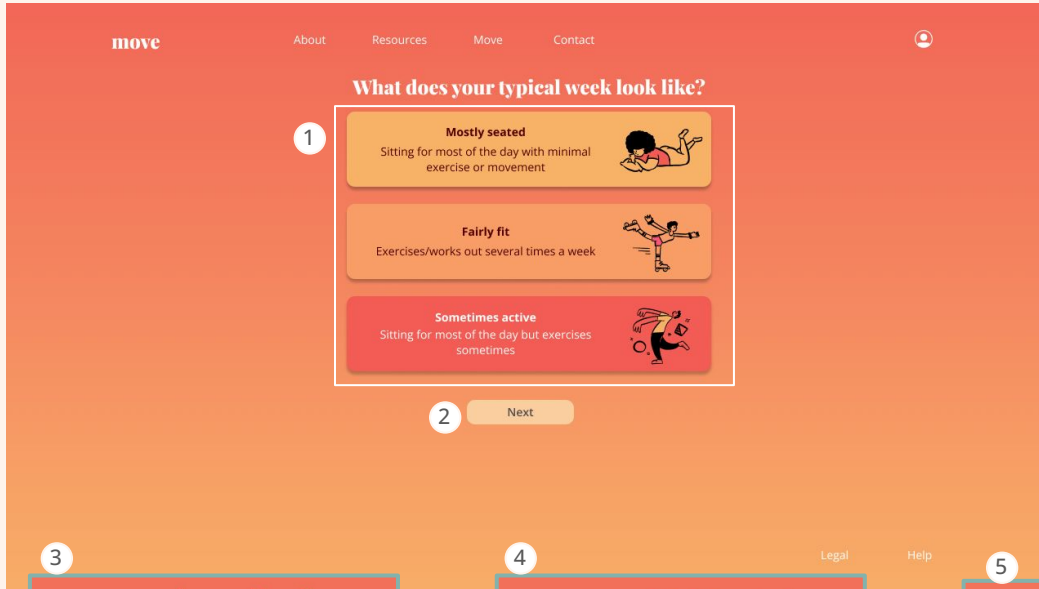 move
About
Resources
Move
Contact
What does your typical week look like?
1
Mostly seated
Sitting for most of the day with minimal
exercise or movement
Fairly fit
Exercises/works out several times a week
Sometimes active
Sitting for most of the day but exercises
sometimes
2
Next
3
4
Legal
Help
5